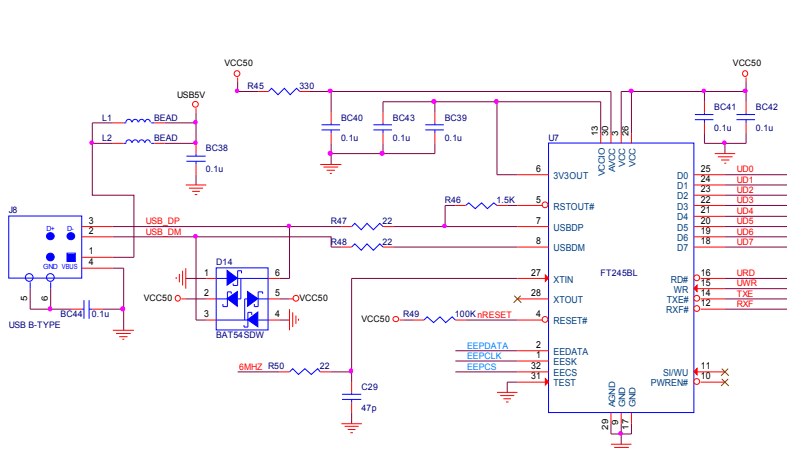 VCC50
VCC50
R45
330
USB5V
L1
BEAD
BC40
0.1u
BC43
0.1u
BC39
0.1u
BC41
0.1u
BC42
0.1u
L2
BEAD
BC38
0.1u
U7
13
30
3
26
VCCIO
AVCC
VCC
VCC
6
3V3OUT
D0
25
UD0
D1
24
UD1
D2
23
UD2
D3
22
UD3
D4
21
UD4
D5
20
UD5
D6
19
UD6
D7
18
UD7
R46
1.5K
5
RSTOUT#
J8
D+
D-
GND
VBUS
3
USB_DP
2
USB_DM
1
4
R47
22
7
USBDP
R48
22
8
USBDM
D14
1
6
VCC50
2
5
VCC50
3
4
BAT54SDW
5
6
BC44
0.1u
USB B-TYPE
27
XTIN
FT245BL
28
XTOUT
RD#
16
URD
WR
15
UWR
TXE#
14
TXE
RXF#
12
RXF
VCC50
R49
100K
nRESET
4
RESET#
EEPDATA
2
EEDATA
EEPCLK
1
EESK
EEPCS
32
EECS
31
TEST
6MHZ
R50
22
C29
47p
SI/WU
11
PWREN#
10
AGND
GND
GND
29
9
17